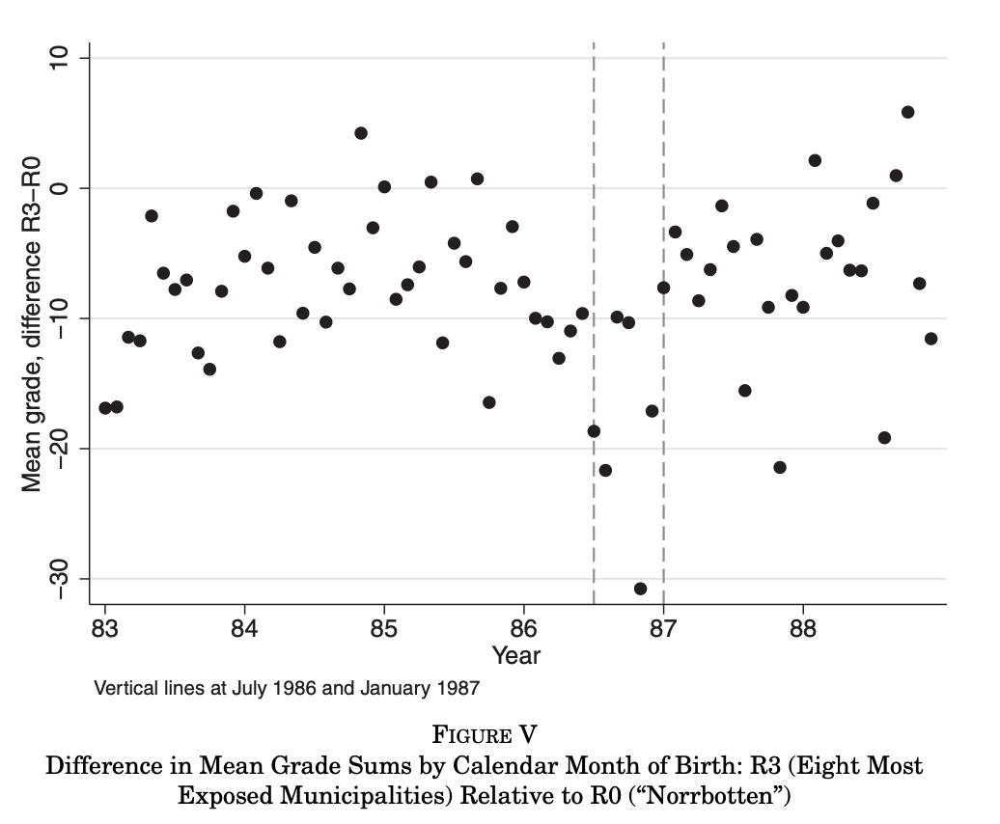 10
0
−10
−20
−30
Mean grade, difference R3–R0
83 84 85 86 87 88
Year
Vertical lines at July 1986 and January 1987
FIGURE V
Difference in Mean Grade Sums by Calendar Month of Birth: R3 (Eight Most
Exposed Municipalities) Relative to R0 (“Norrbotten”)